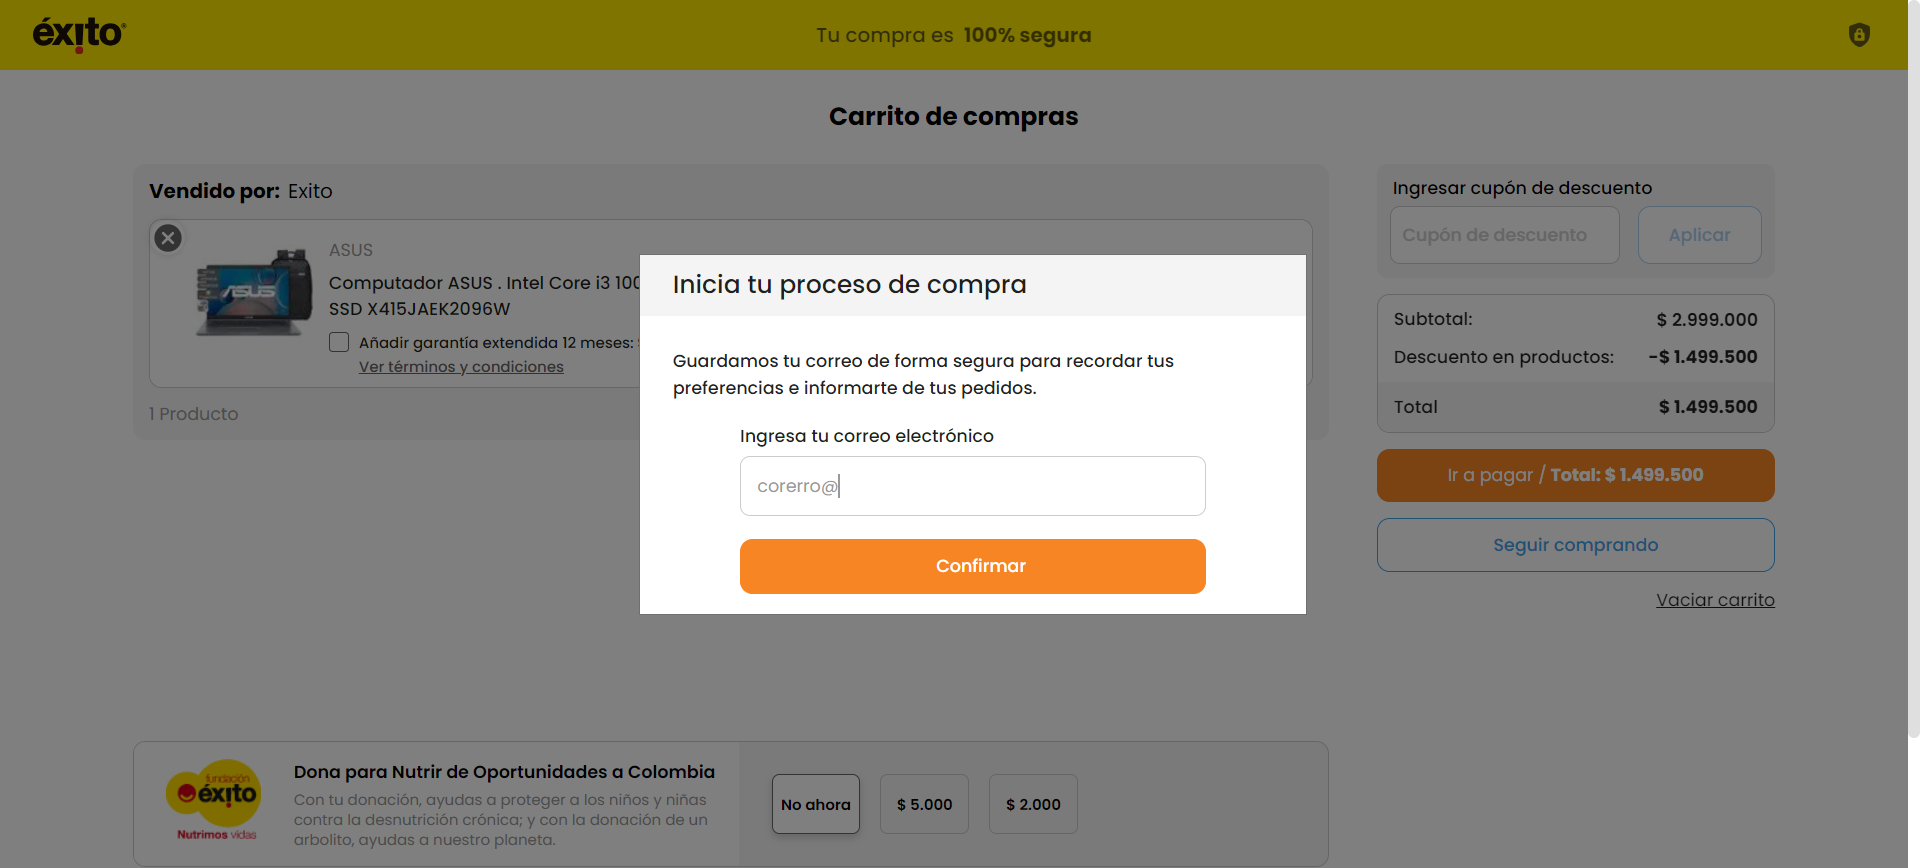 éxito
Tu compra es 100% segura
Carrito de compras
Vendido por: Exito
ASUS
Computador ASUS . Intel Core i3 100
SSD X415JAEK2096W
Añadir garantía extendida 12 meses:
Ver términos y condiciones
1 Producto
ASUS
Inicia tu proceso de compra
Guardamos tu correo de forma segura para recordar tus
preferencias e informarte de tus pedidos.
Ingresa tu correo electrónico
corerro@
Confirmar
Ingresar cupón de descuento
Cupón de descuento
Aplicar
Subtotal: $ 2.999.000
Descuento en productos: -$ 1.499.500
Total $ 1.499.500
Ir a pagar / Total: $ 1.499.500
Seguir comprando
Vaciar carrito
fundación
éxito
Nutrimos vidas
Dona para Nutrir de Oportunidades a Colombia
Con tu donación, ayudas a proteger a los niños y niñas
contra la desnutrición crónica; y con la donación de un
arbolito, ayudas a nuestro planeta.
No ahora
$ 5.000
$ 2.000